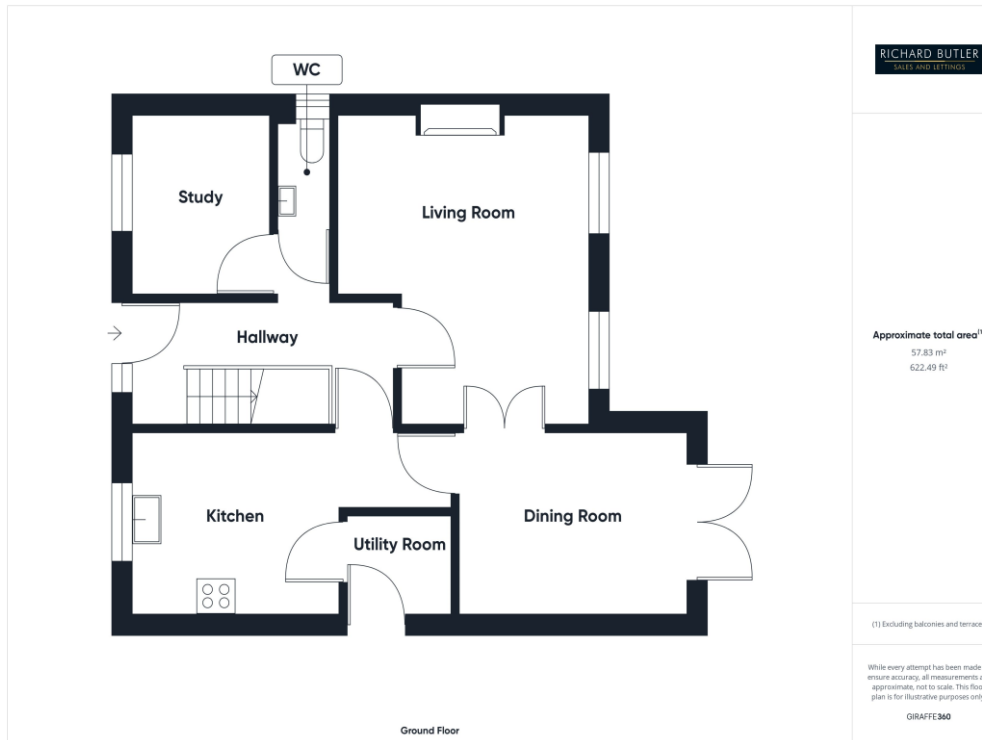 WC
Study
Living Room
Hallway
Kitchen
Utility Room
Dining Room
Ground Floor
RICHARD BUTLER
SALES AND LETTINGS
Approximate total area(1)
57.83 m²
622.49 ft²
(1) Excluding balconies and terrace
While every attempt has been made
ensure accuracy, all measurements
approximate, not to scale. This
plan is for illustrative purposes
GIRAFFE360